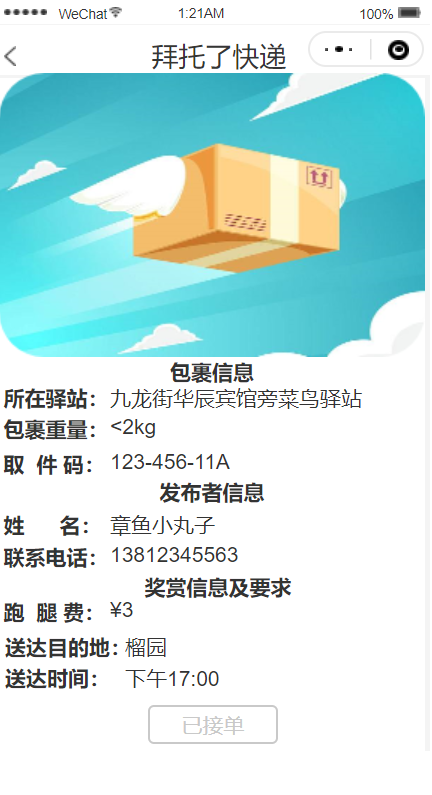 WeChat 1:21AM 100%
拜托了快递
包裹信息
所在驿站： 九龙街华辰宾馆旁菜鸟驿站
包裹重量： <2kg
取 件 码： 123-456-11A
发布者信息
姓 名： 章鱼小丸子
联系电话： 13812345563
奖赏信息及要求
跑 腿 费： ¥3
送达目的地： 榴园
送达时间： 下午17:00
已接单